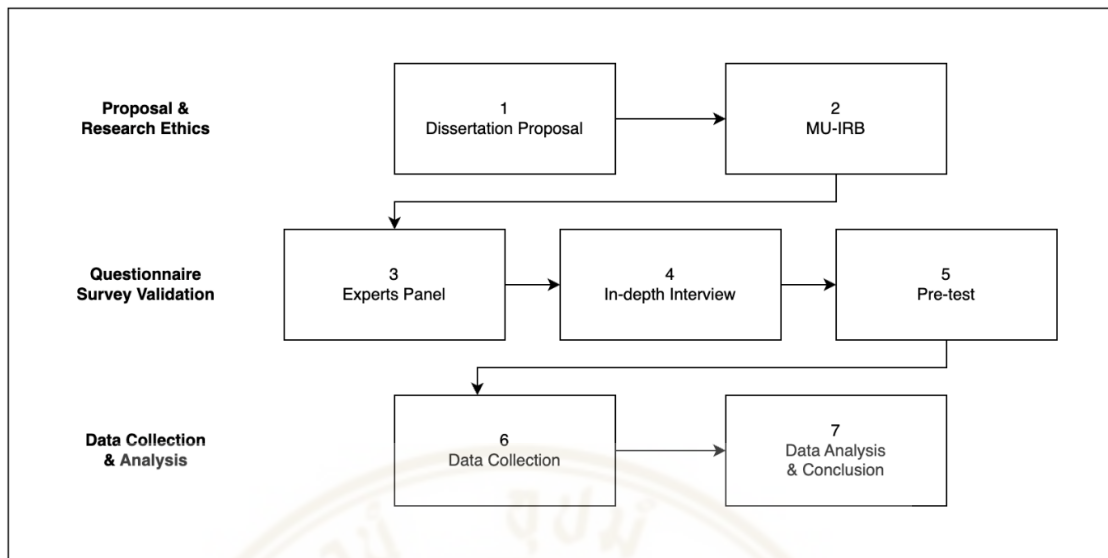 Proposal &
Research Ethics
1
Dissertation Proposal
2
MU-IRB
Questionnaire
Survey Validation
3
Experts Panel
4
In-depth Interview
5
Pre-test
Data Collection
& Analysis
6
Data Collection
7
Data Analysis
& Conclusion